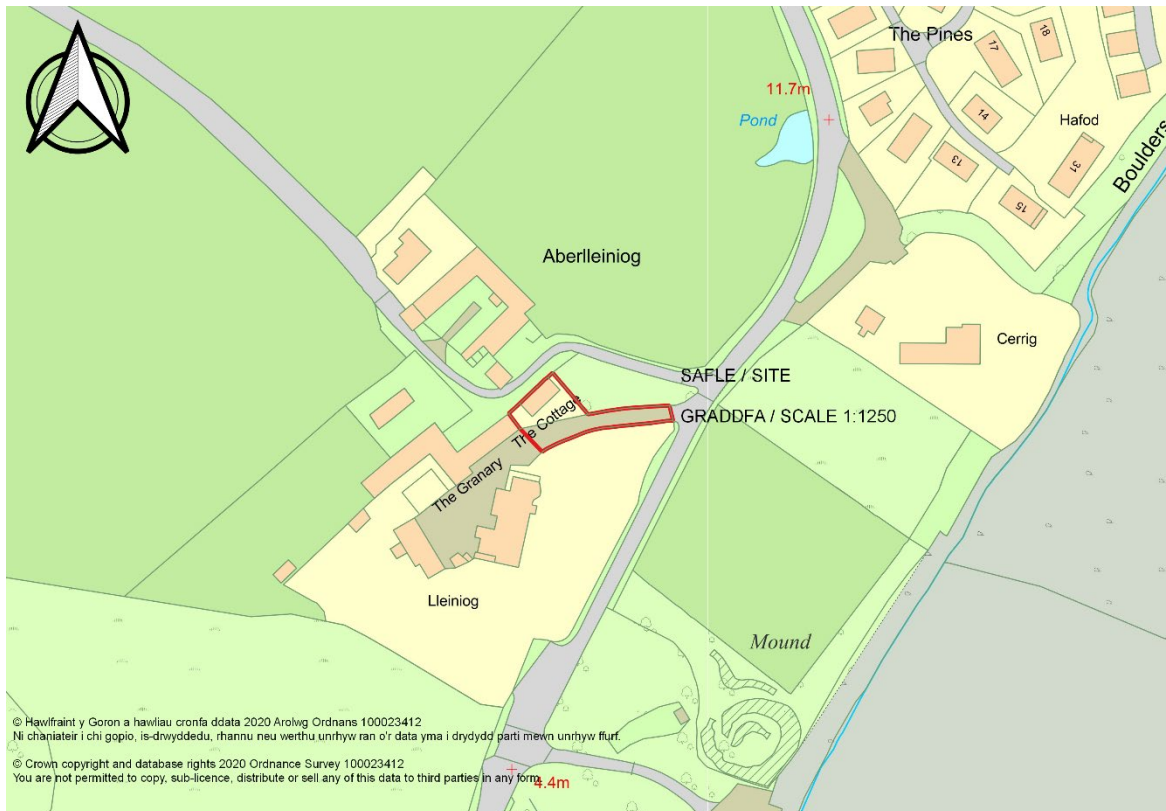 The Pines
18
17
11.7m
Pond
14
Hafod
13
31
Boulders
15
Aberlleiniog
Cerrig
SAFLE / SITE
The Cottage
GRADDFA / SCALE 1:1250
The Granary
Lleiniog
Mound
© Hawlfraint y Goron a hawliau cronfa ddata 2020 Arolwg Ordnans 100023412
Ni chaniateir i chi gopio, is-drwyddedu, rhannu neu werthu unrhyw ran o'r data yma i drydydd parti mewn unrhyw ffurf.
© Crown copyright and database rights 2020 Ordnance Survey 100023412
You are not permitted to copy, sub-licence, distribute or sell any of this data to third parties in any form.
4.4m